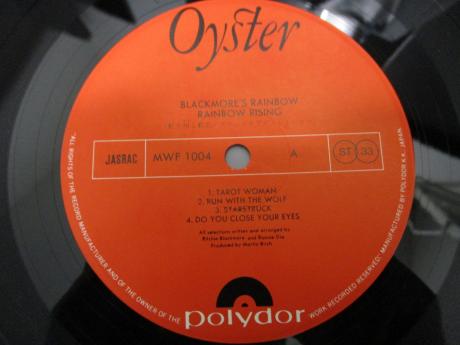 Oyster
BLACKMORE'S RAINBOW
RAINBOW RISING
JASRAC
MWF 1004
A
ST
33
1. TAROT WOMAN
2. RUN WITH THE WOLF
3. STARSTRUCK
4. DO YOU CLOSE YOUR EYES
All selections written and arranged by
Ritchie Blackmore and Ronnie Dio
Produced by Martin Birch
polydor
"ALL RIGHTS OF THE RECORD MANUFACTURER AND OF THE OWNER OF THE WORK RECORDED RESERVED" MANUFACTURED BY POLYDOR K.K. JAPAN.